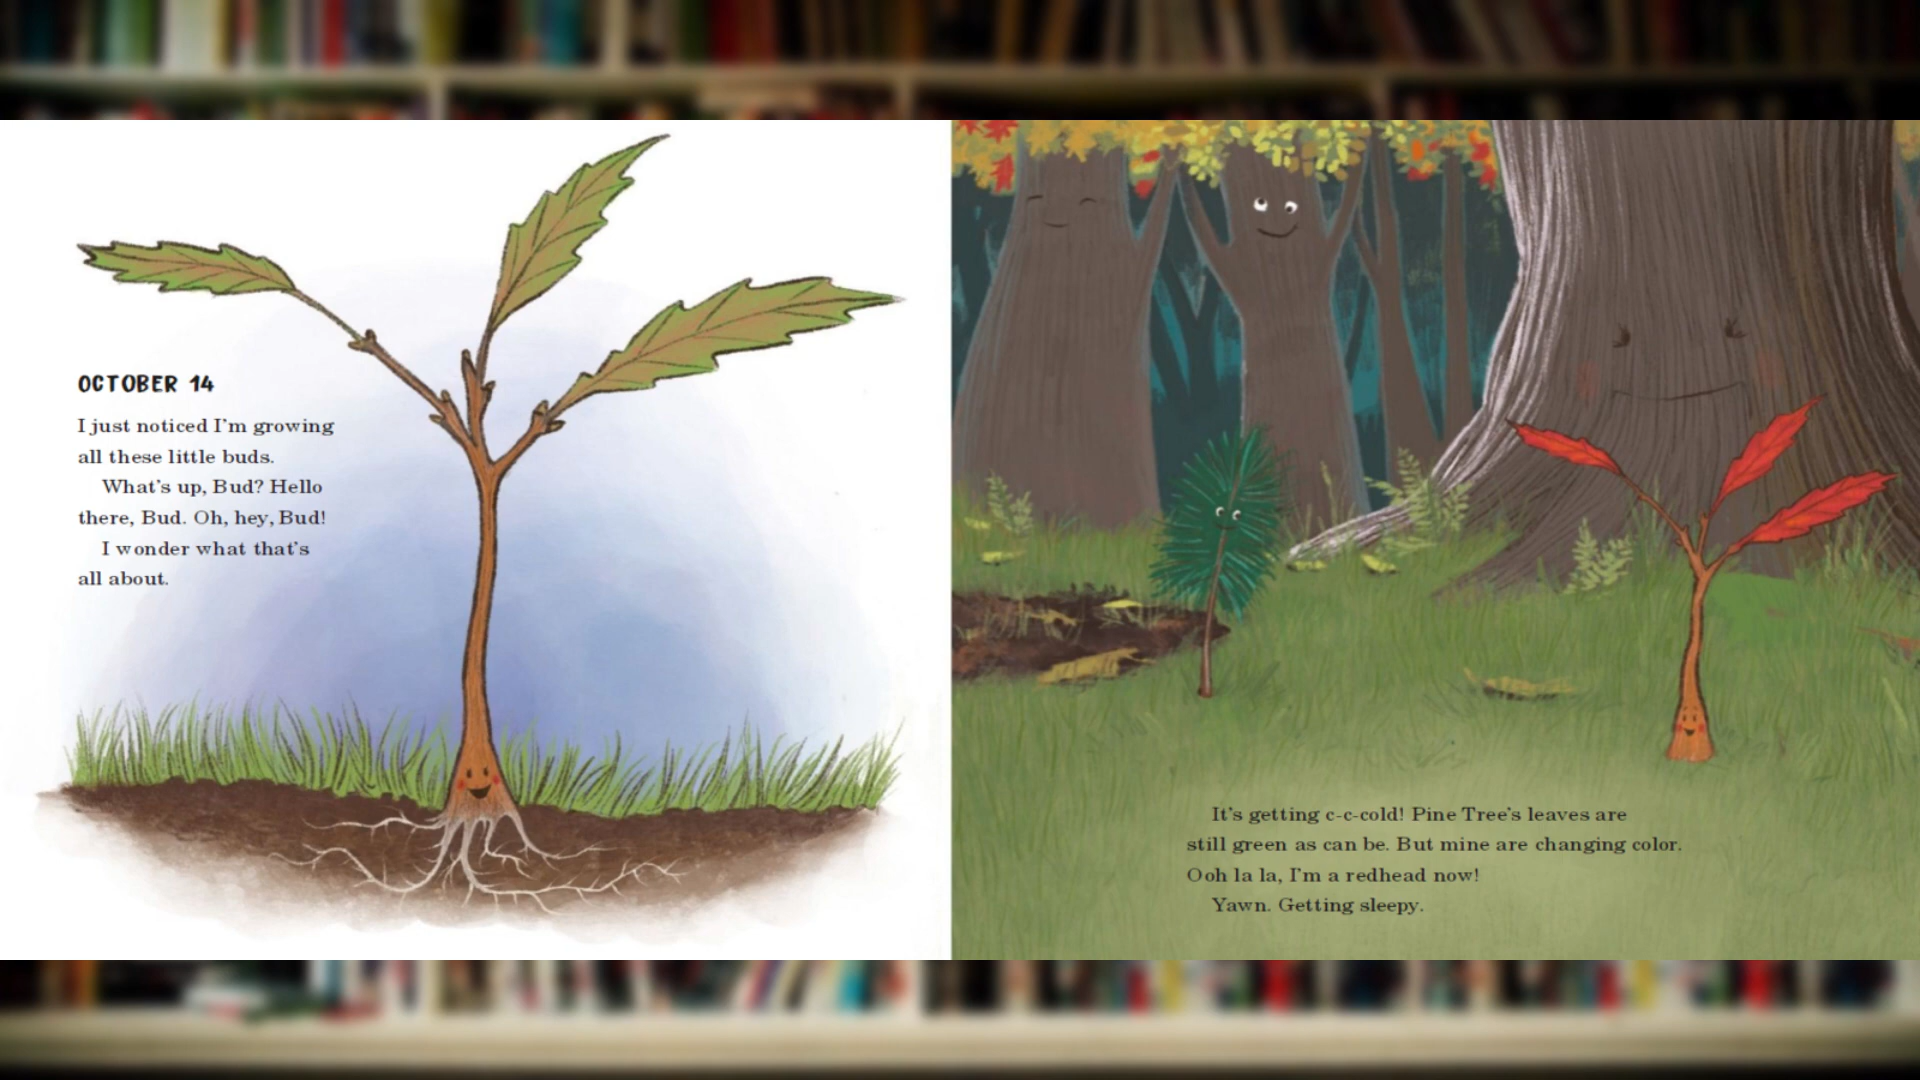 OCTOBER 14
I just noticed I'm growing
all these little buds.
What's up, Bud? Hello
there, Bud. Oh, hey, Bud!
I wonder what that's
all about.
It's getting c-c-cold! Pine Tree's leaves are
still green as can be. But mine are changing color.
Ooh la la, I'm a redhead now!
Yawn. Getting sleepy.